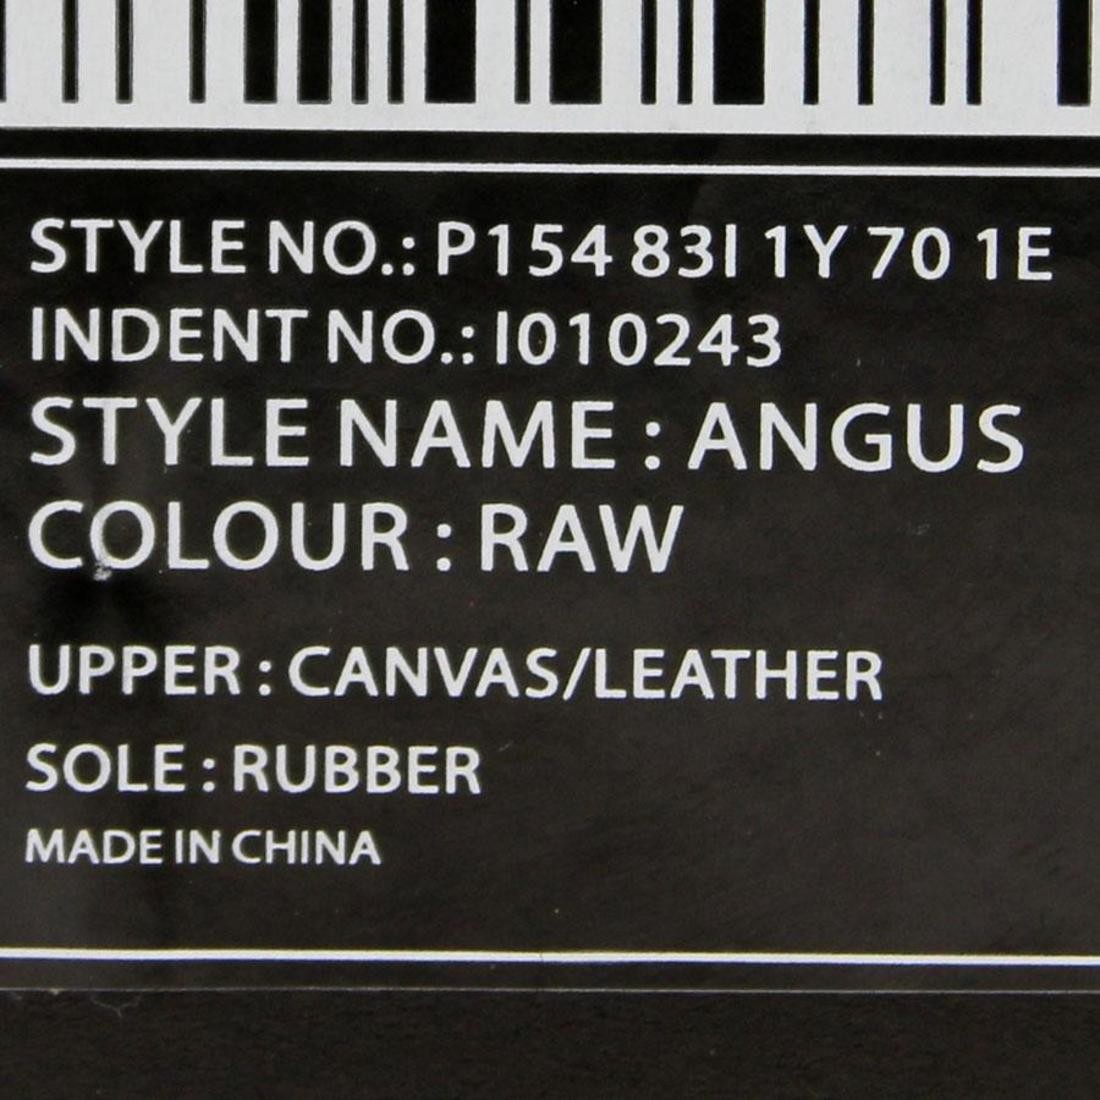 STYLE NO.: P154 83I 1Y 70 1E
INDENT NO.: I010243
STYLE NAME : ANGUS
COLOUR : RAW
UPPER : CANVAS/LEATHER
SOLE : RUBBER
MADE IN CHINA